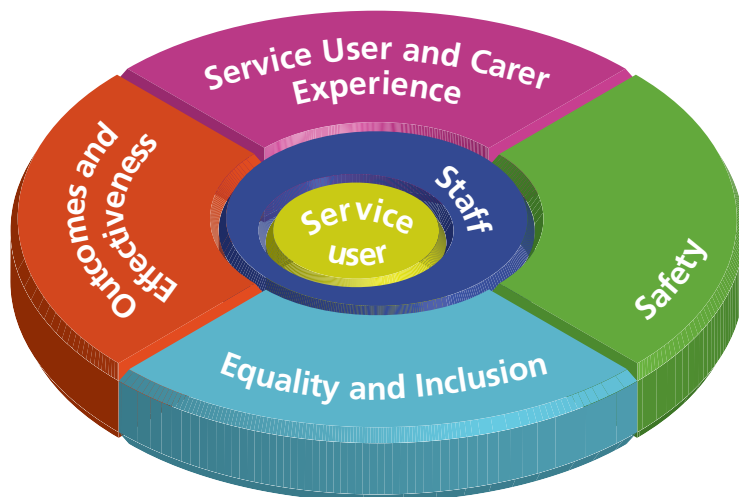 Service User and Carer
Experience
Outcomes and
Effectiveness
Staff
Service
user
Safety
Equality and Inclusion